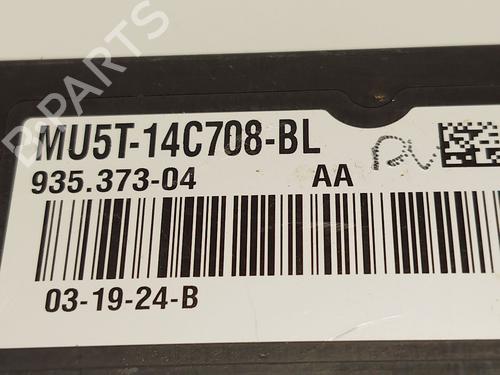 B-PARTS
MU5T-14C708-BL
935.373-04 AA
03-19-24-B